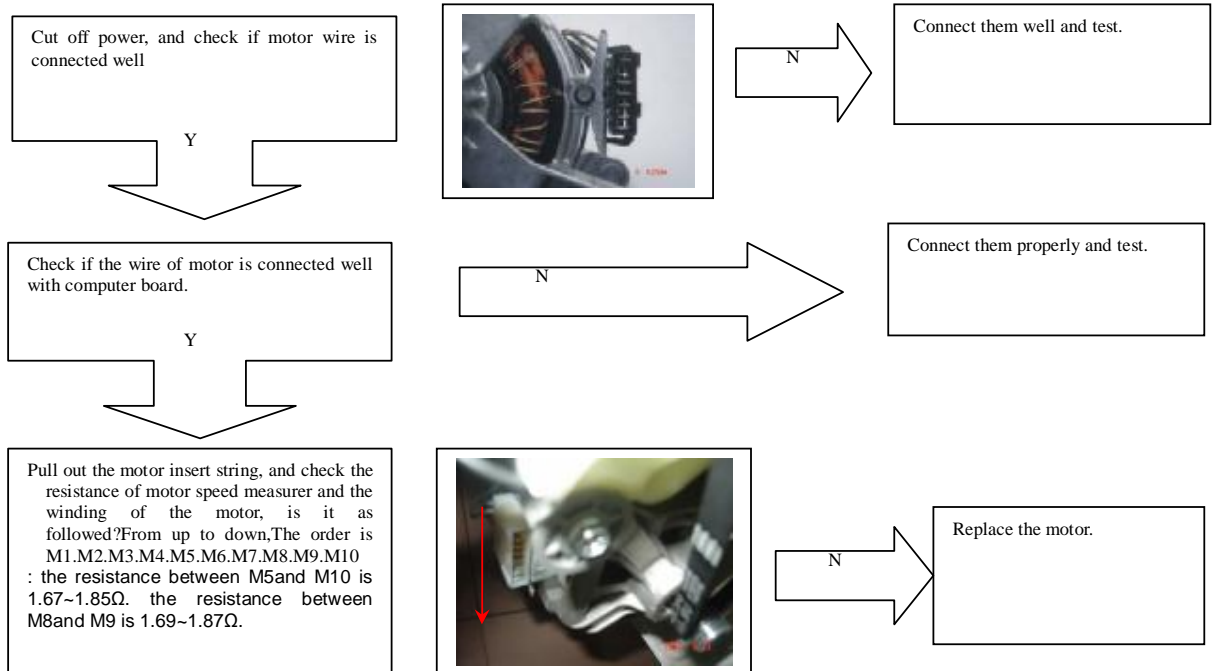 Cut off power, and check if motor wire is
connected well
Y
N
Connect them well and test.
Check if the wire of motor is connected well
with computer board.
Y
N
Connect them properly and test.
Pull out the motor insert string, and check the
resistance of motor speed measurer and the
winding of the motor, is it as
followed?From up to down,The order is
M1.M2.M3.M4.M5.M6.M7.M8.M9.M10
: the resistance between M5and M10 is
1.67~1.85Ω. the resistance between
M8and M9 is 1.69~1.87Ω.
N
Replace the motor.